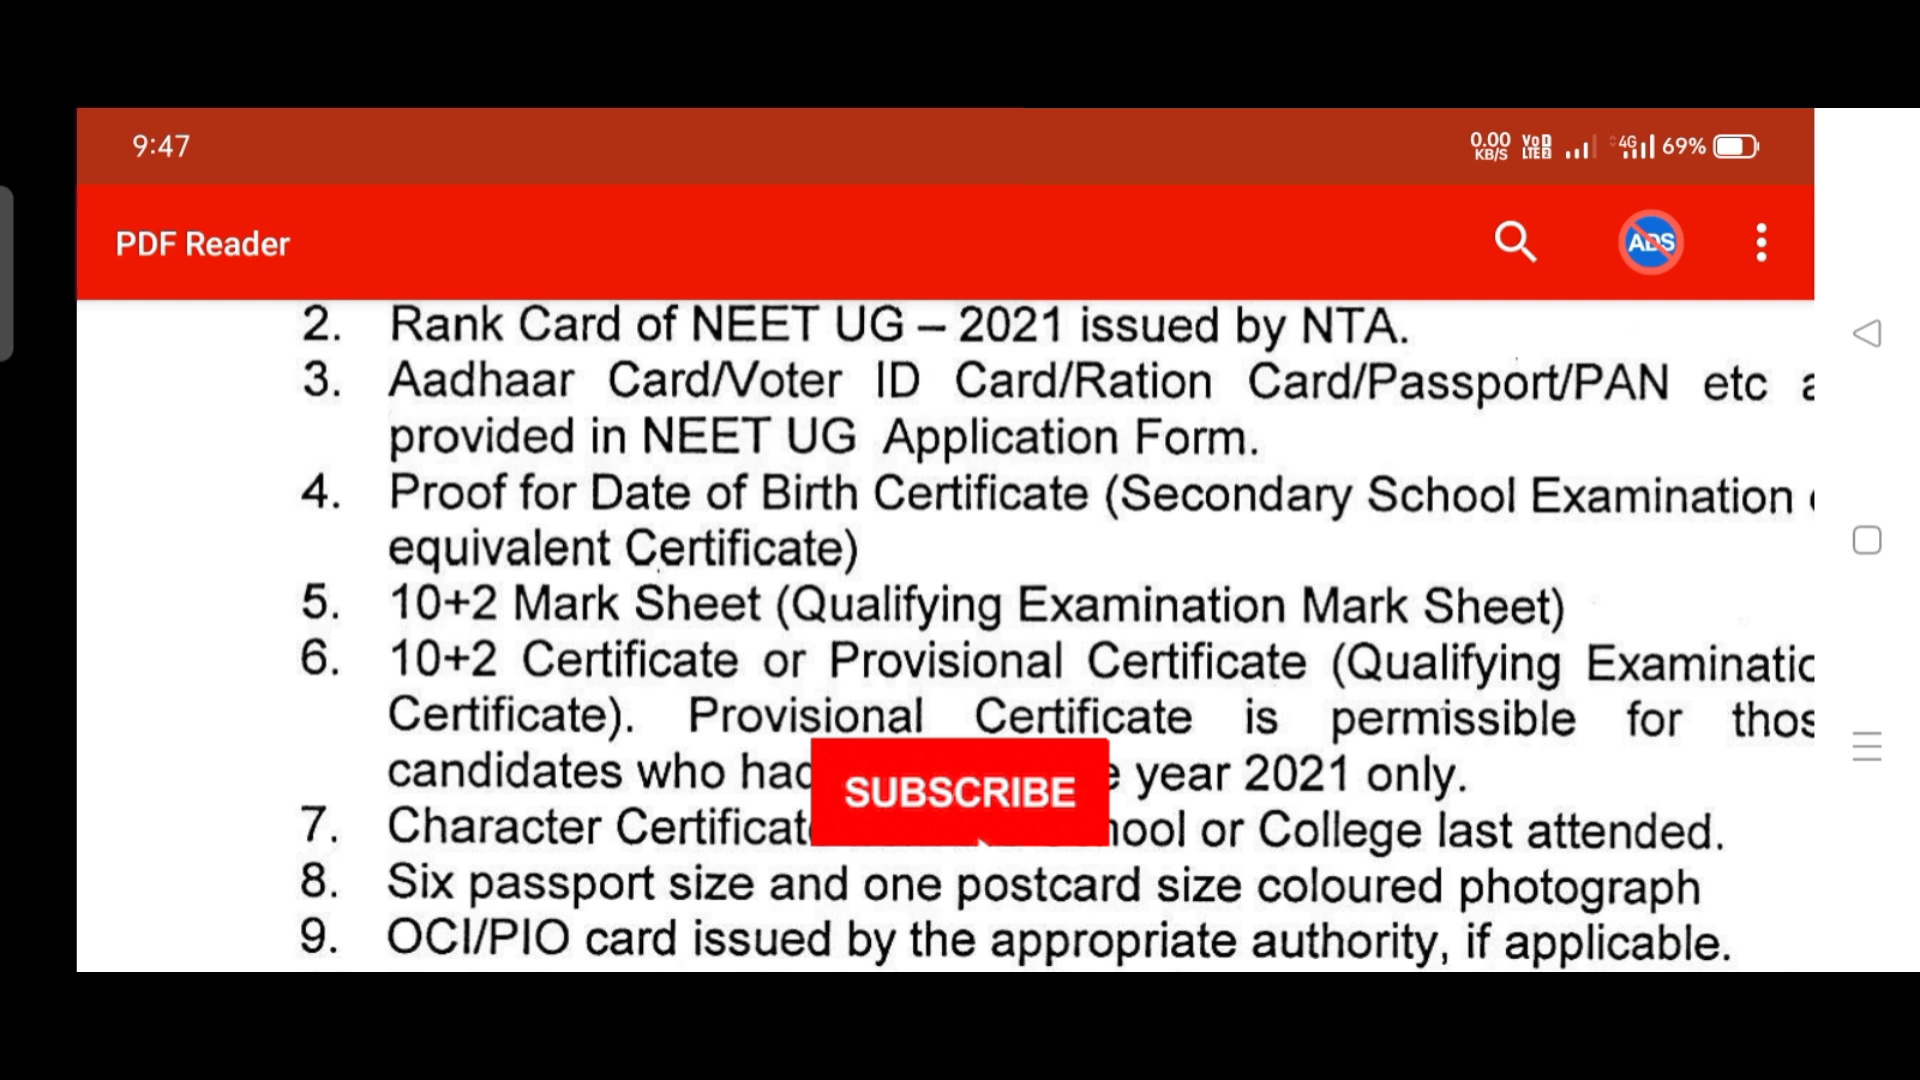 9:47
0.00 KB/S VoD LTE2 4G 69%
PDF Reader
ADS
2. Rank Card of NEET UG – 2021 issued by NTA.
3. Aadhaar Card/Voter ID Card/Ration Card/Passport/PAN etc
provided in NEET UG Application Form.
4. Proof for Date of Birth Certificate (Secondary School Examination
equivalent Certificate)
5. 10+2 Mark Sheet (Qualifying Examination Mark Sheet)
6. 10+2 Certificate or Provisional Certificate (Qualifying
Certificate). Provisional Certificate is permissible for
candidates who year 2021 only.
SUBSCRIBE
7. Character or College last attended.
8. Six passport size and one postcard size coloured photograph
9. OCI/PIO card issued by the appropriate authority, if applicable.